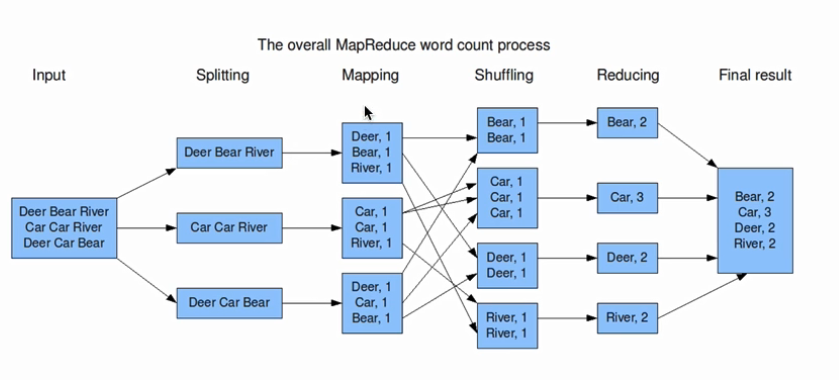 The overall MapReduce word count process
Input
Splitting
Mapping
Shuffling
Reducing
Final result
Deer Bear River
Car Car River
Deer Car Bear
Deer Bear River
Car Car River
Deer Car Bear
Deer, 1
Bear, 1
River, 1
Car, 1
Car, 1
River, 1
Deer, 1
Car, 1
Bear, 1
Bear, 1
Bear, 1
Car, 1
Car, 1
Car, 1
Deer, 1
Deer, 1
River, 1
River, 1
Bear, 2
Car, 3
Deer, 2
River, 2
Bear, 2
Car, 3
Deer, 2
River, 2